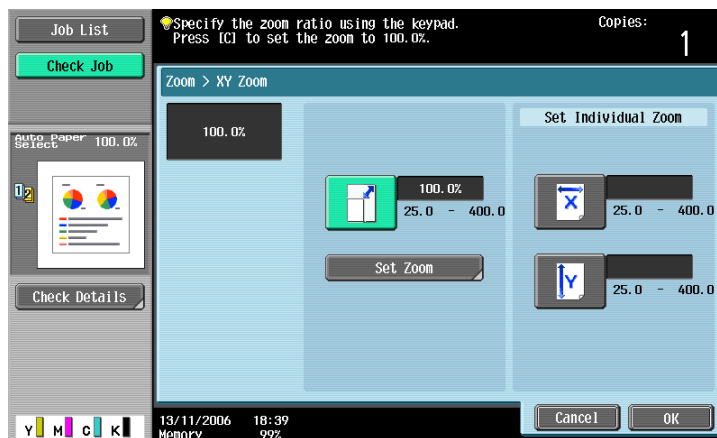 Job List
Check Job
Specify the zoom ratio using the keypad.
Press [C] to set the zoom to 100.0%.
Copies:
1
Zoom > XY Zoom
100.0%
Auto Paper
Select
100.0%
1 2
Check Details
100.0%
25.0 - 400.0
Set Zoom
Set Individual Zoom
X
25.0 - 400.0
Y
25.0 - 400.0
Y M C K
13/11/2006 18:39
Memory 99%
Cancel
OK